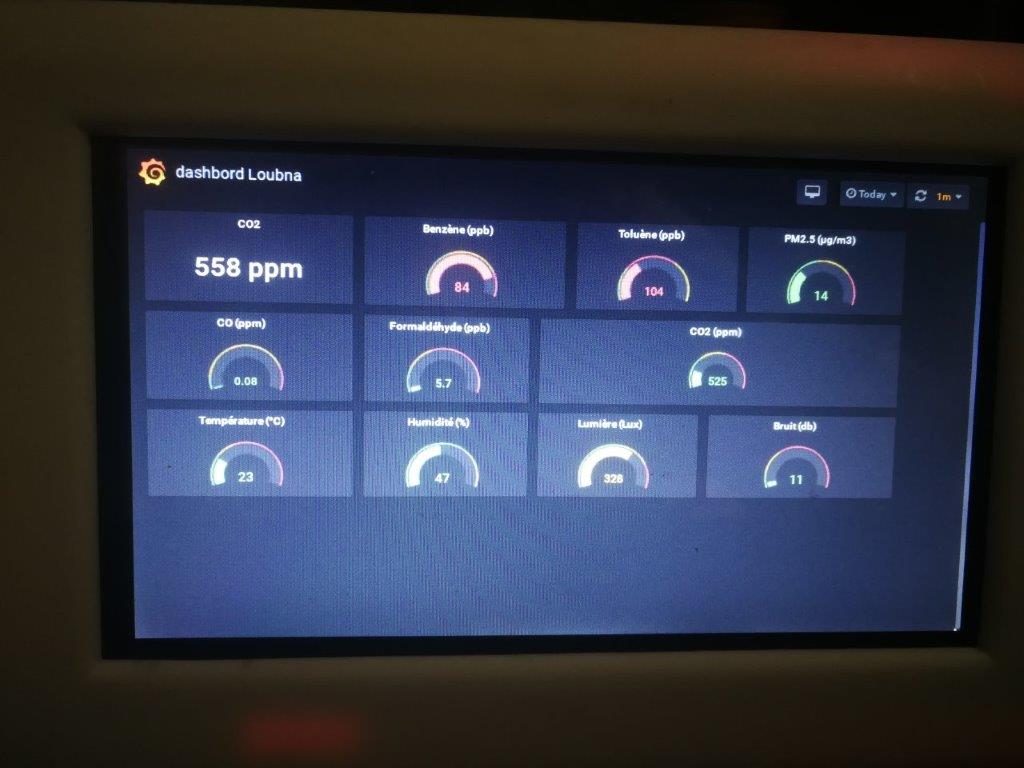 dashbord Loubna
Today
1m
CO2
558 ppm
Benzène (ppb)
84
Toluène (ppb)
104
PM2.5 (µg/m3)
14
CO (ppm)
0.08
Formaldéhyde (ppb)
5.7
CO2 (ppm)
525
Température (°C)
23
Humidité (%)
47
Lumière (Lux)
328
Bruit (db)
11